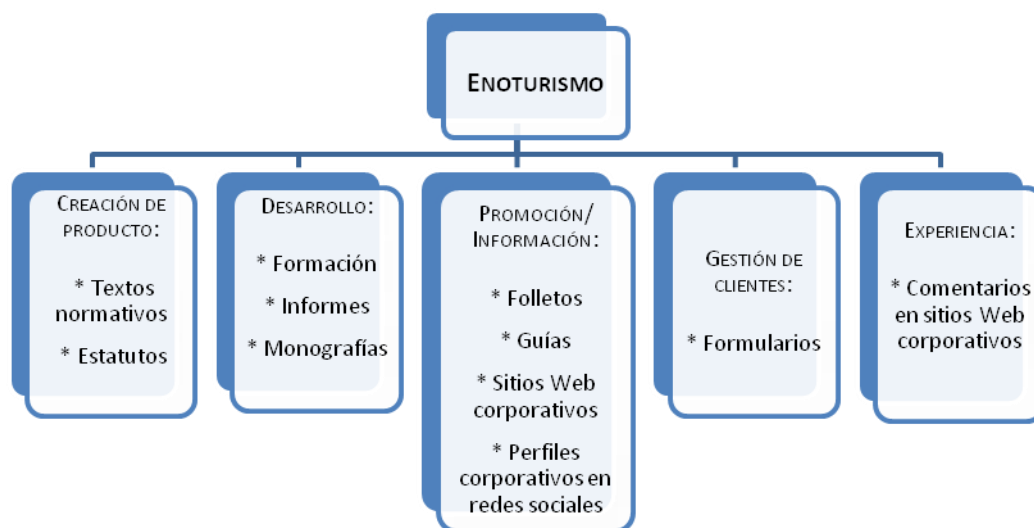 ENOTURISMO
CREACIÓN DE
PRODUCTO:
* Textos
normativos
* Estatutos
DESARROLLO:
* Formación
* Informes
* Monografías
PROMOCIÓN/
INFORMACIÓN:
* Folletos
* Guías
* Sitios Web
corporativos
* Perfiles
corporativos en
redes sociales
GESTIÓN DE
CLIENTES:
* Formularios
EXPERIENCIA:
* Comentarios
en sitios Web
corporativos